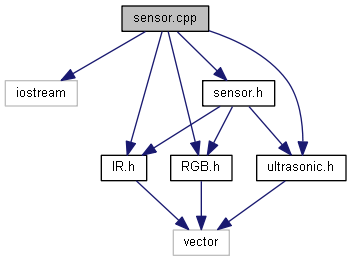 sensor.cpp
iostream
sensor.h
IR.h
RGB.h
ultrasonic.h
vector